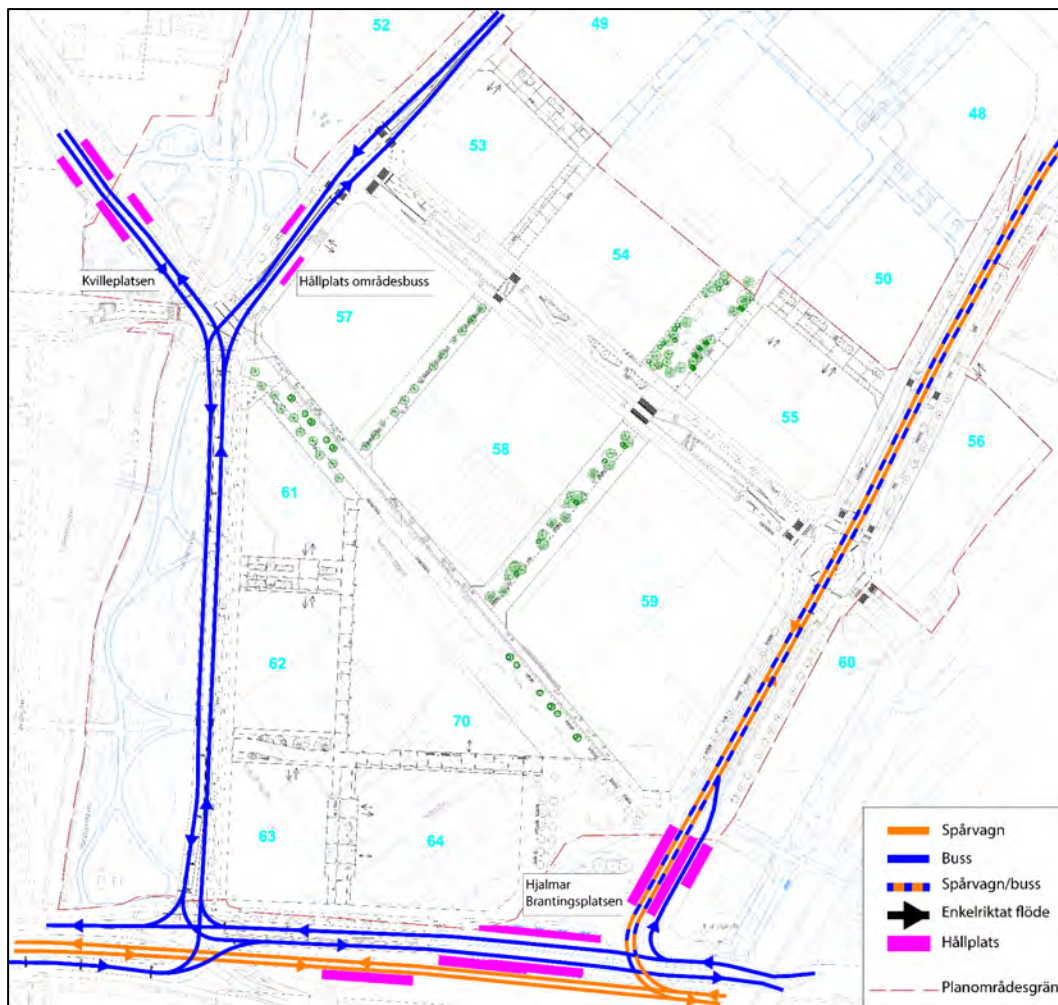 52
49
48
53
54
50
Kvilleplatsen
Hållplats områdesbuss
57
55
56
58
61
59
60
62
70
63
64
Hjalmar
Brantingsplatsen
Spårvagn
Buss
Spårvagn/buss
Enkelriktat flöde
Hållplats
Planområdesgrän